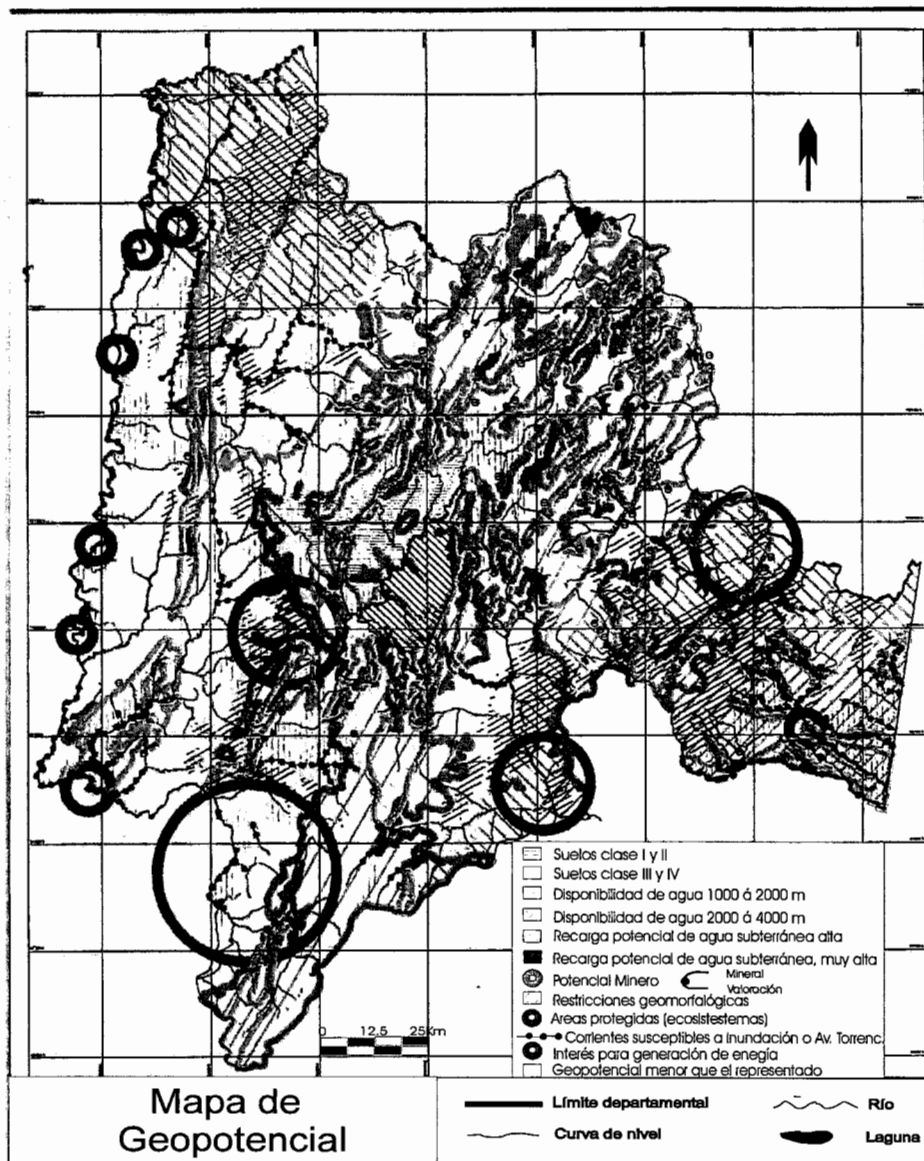 0 12,5 25Km
Suelos clase I y II
Suelos clase III y IV
Disponibilidad de agua 1000 á 2000 m
Disponibilidad de agua 2000 á 4000 m
Recarga potencial de agua subterránea alta
Recarga potencial de agua subterránea, muy alta
Potencial Minero Mineral
Valoración
Restricciones geomorfalógicas
Areas protegidas (ecosistestemas)
Corrientes susceptibles a inundación o Av. Torrenc.
Interés para generación de enegía
Geopotencial menor que el representado
Mapa de
Geopotencial
Límite departamental Río
Curva de nivel Laguna